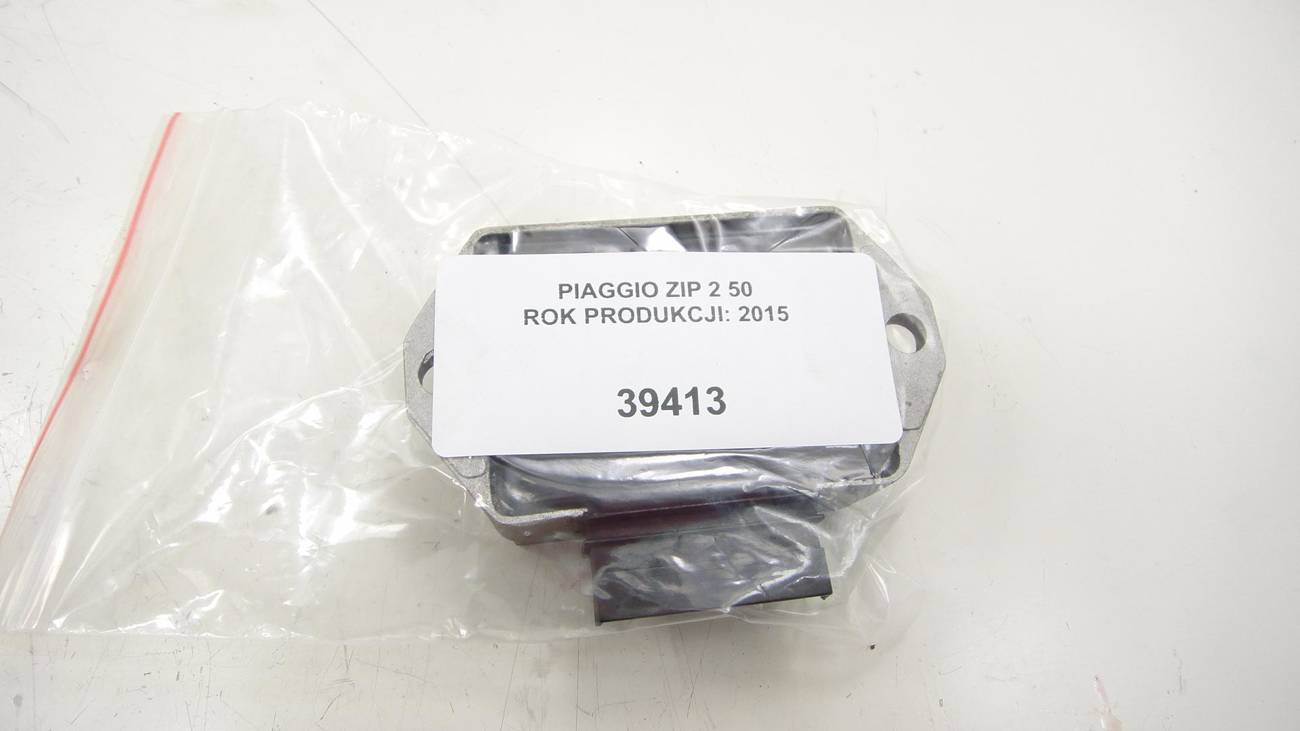 PIAGGIO ZIP 2 50
ROK PRODUKCJI: 2015
39413